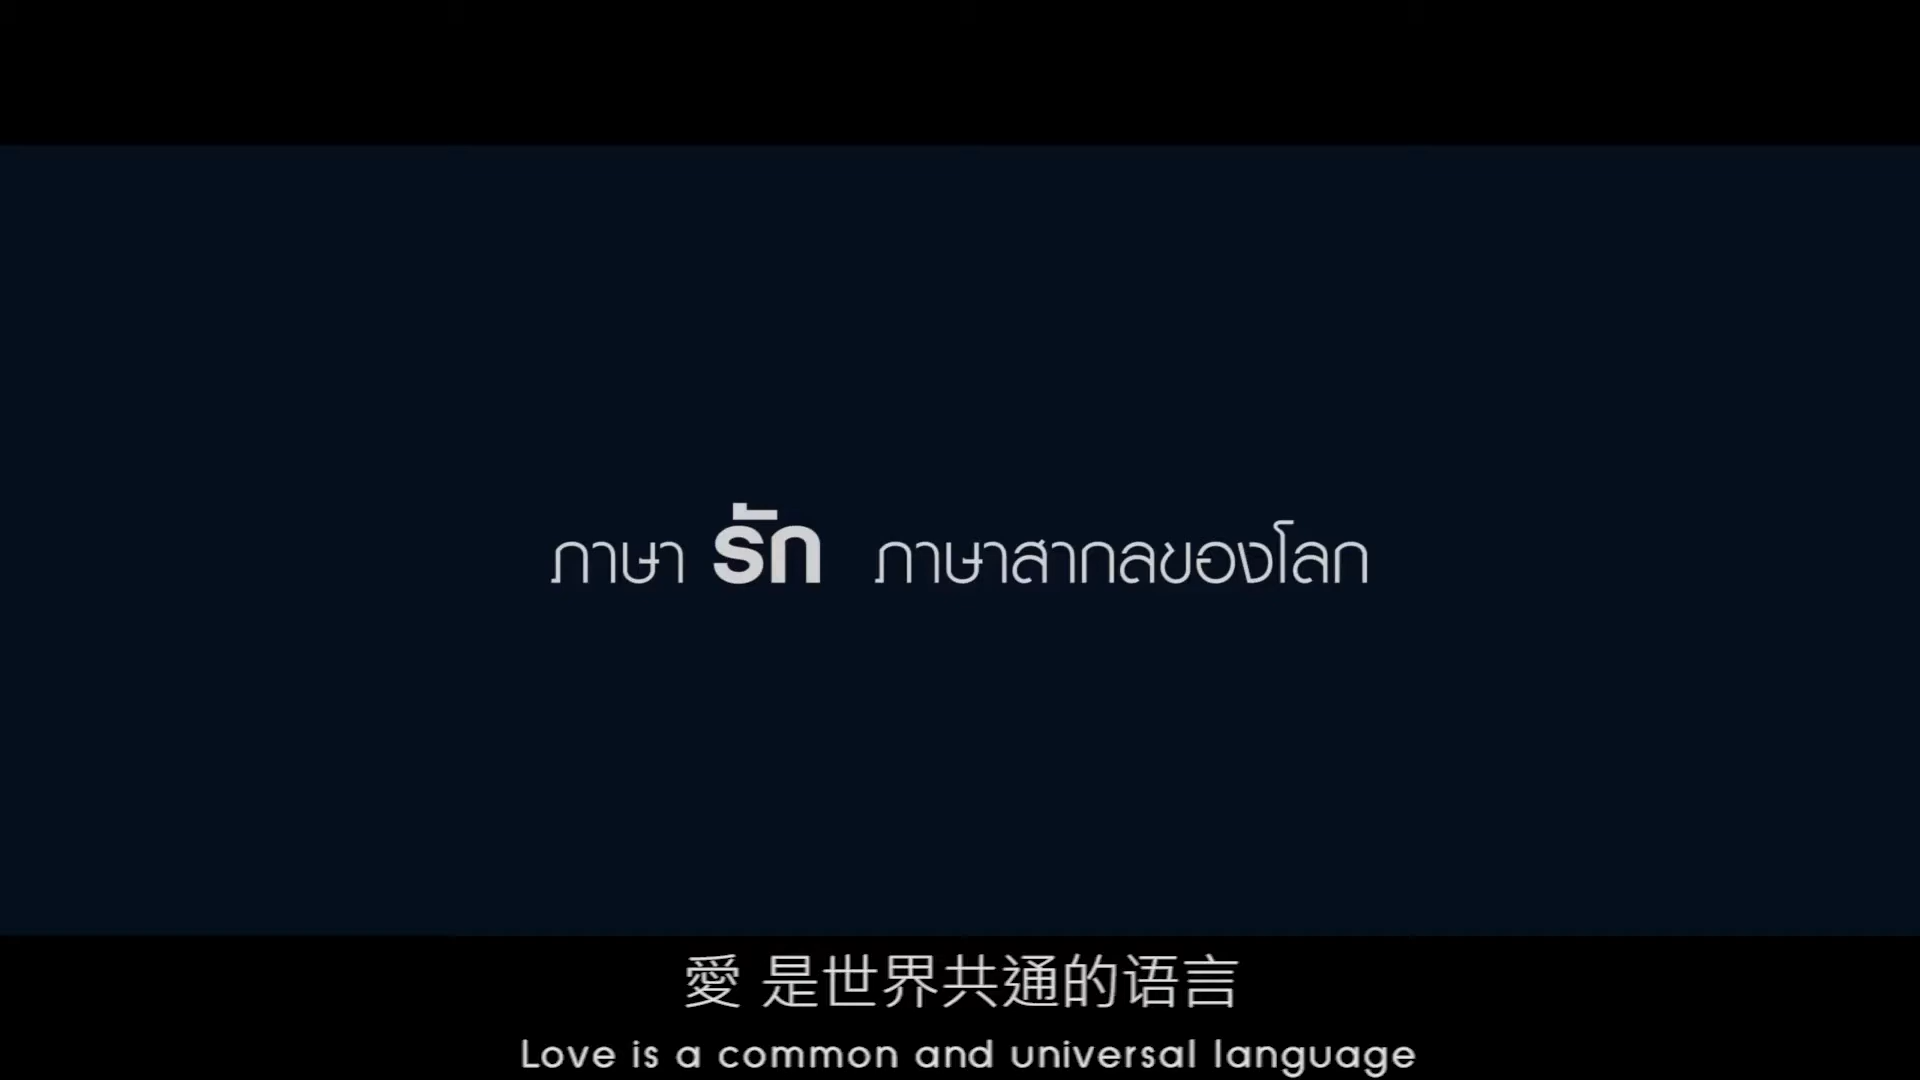 ภาษา รัก ภาษาสากลของโลก
愛 是世界共通的语言
Love is a common and universal language